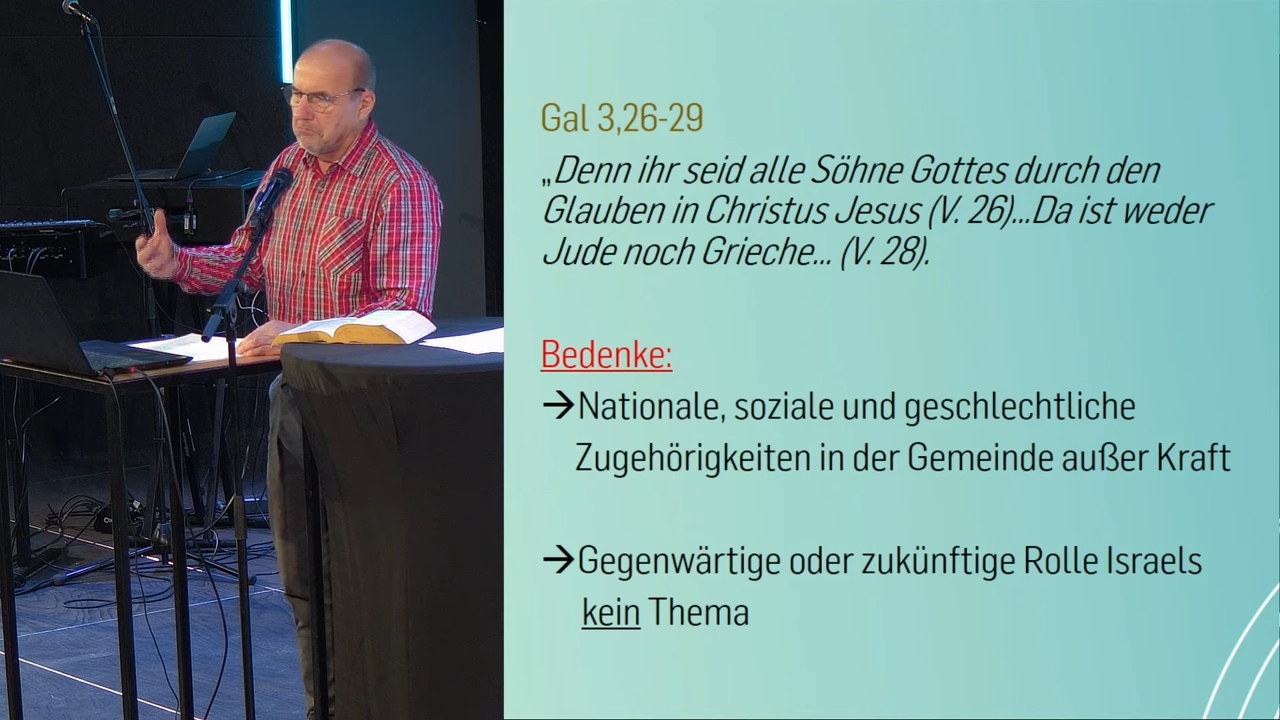 Gal 3,26-29
„Denn ihr seid alle Söhne Gottes durch den
Glauben in Christus Jesus (V. 26)...Da ist weder
Jude noch Grieche... (V. 28).
Bedenke:
→Nationale, soziale und geschlechtliche
Zugehörigkeiten in der Gemeinde außer Kraft
→Gegenwärtige oder zukünftige Rolle Israels
kein Thema